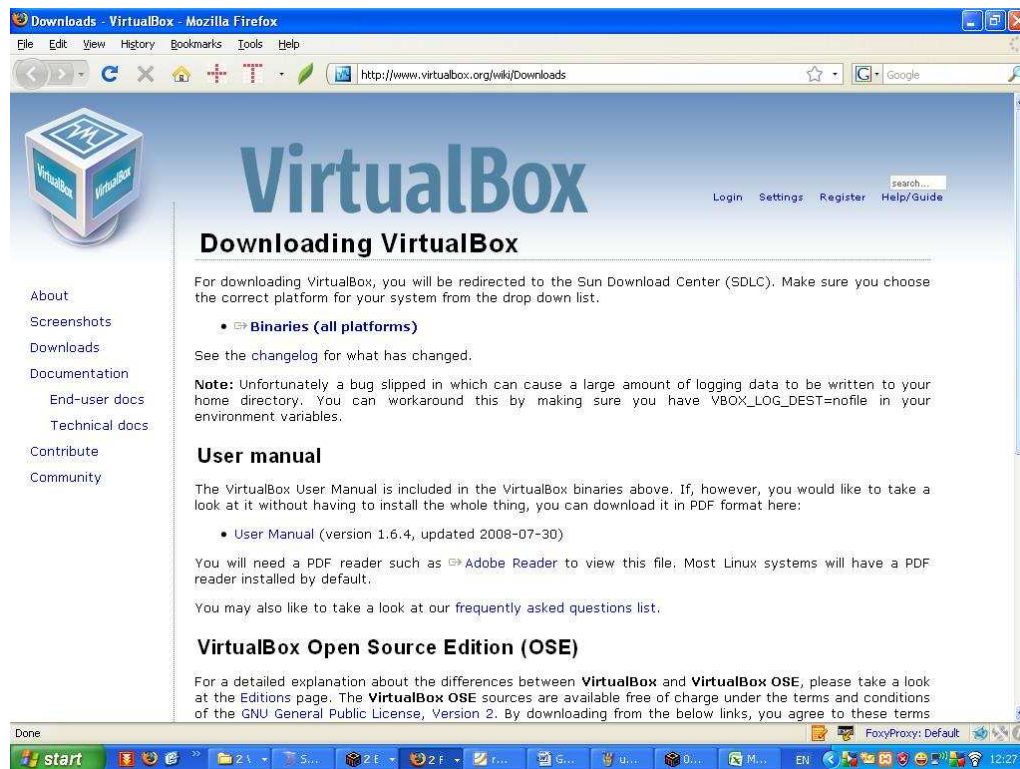 Downloads - VirtualBox - Mozilla Firefox
File Edit View History Bookmarks Tools Help
http://www.virtualbox.org/wiki/Downloads
Google
VirtualBox VirtualBox
VirtualBox
search...
Login Settings Register Help/Guide
Downloading VirtualBox
For downloading VirtualBox, you will be redirected to the Sun Download Center (SDLC). Make sure you choose
the correct platform for your system from the drop down list.
• Binaries (all platforms)
See the changelog for what has changed.
Note: Unfortunately a bug slipped in which can cause a large amount of logging data to be written to your
home directory. You can workaround this by making sure you have VBOX_LOG_DEST=nofile in your
environment variables.
User manual
The VirtualBox User Manual is included in the VirtualBox binaries above. If, however, you would like to take a
look at it without having to install the whole thing, you can download it in PDF format here:
• User Manual (version 1.6.4, updated 2008-07-30)
You will need a PDF reader such as Adobe Reader to view this file. Most Linux systems will have a PDF
reader installed by default.
You may also like to take a look at our frequently asked questions list.
VirtualBox Open Source Edition (OSE)
For a detailed explanation about the differences between VirtualBox and VirtualBox OSE, please take a look
at the Editions page. The VirtualBox OSE sources are available free of charge under the terms and conditions
of the GNU General Public License, Version 2. By downloading from the below links, you agree to these terms
About
Screenshots
Downloads
Documentation
End-user docs
Technical docs
Contribute
Community
Done
FoxyProxy: Default
start
S...
2 E
2 F
r...
G...
u...
0...
M...
EN
12:27